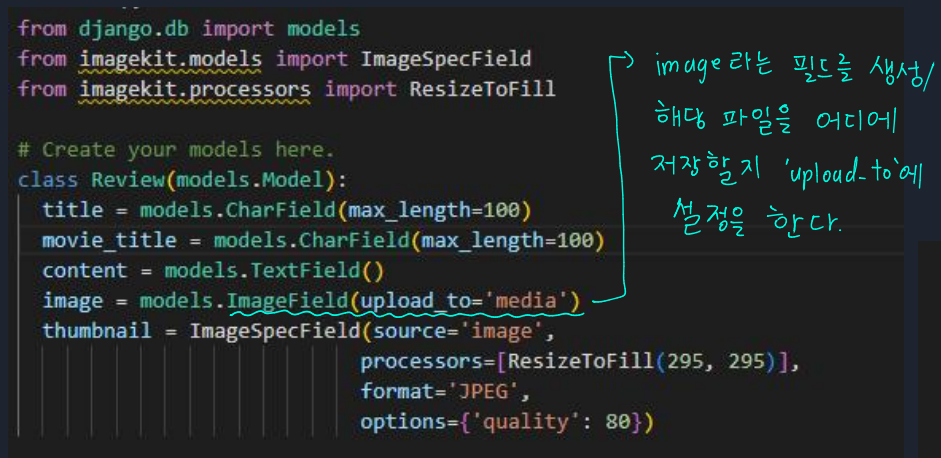 from django.db import models
from imagekit.models import ImageSpecField
from imagekit.processors import ResizeToFill
# Create your models here.
class Review(models.Model):
title = models.CharField(max_length=100)
movie_title = models.CharField(max_length=100)
content = models.TextField()
image = models.ImageField(upload_to='media')
thumbnail = ImageSpecField(source='image',
processors=[ResizeToFill(295, 295)],
format='JPEG',
options={'quality': 80})
image라는 필드를 생성/
해당 파일을 어디에
저장할지 'upload_to'에
설정을 한다.